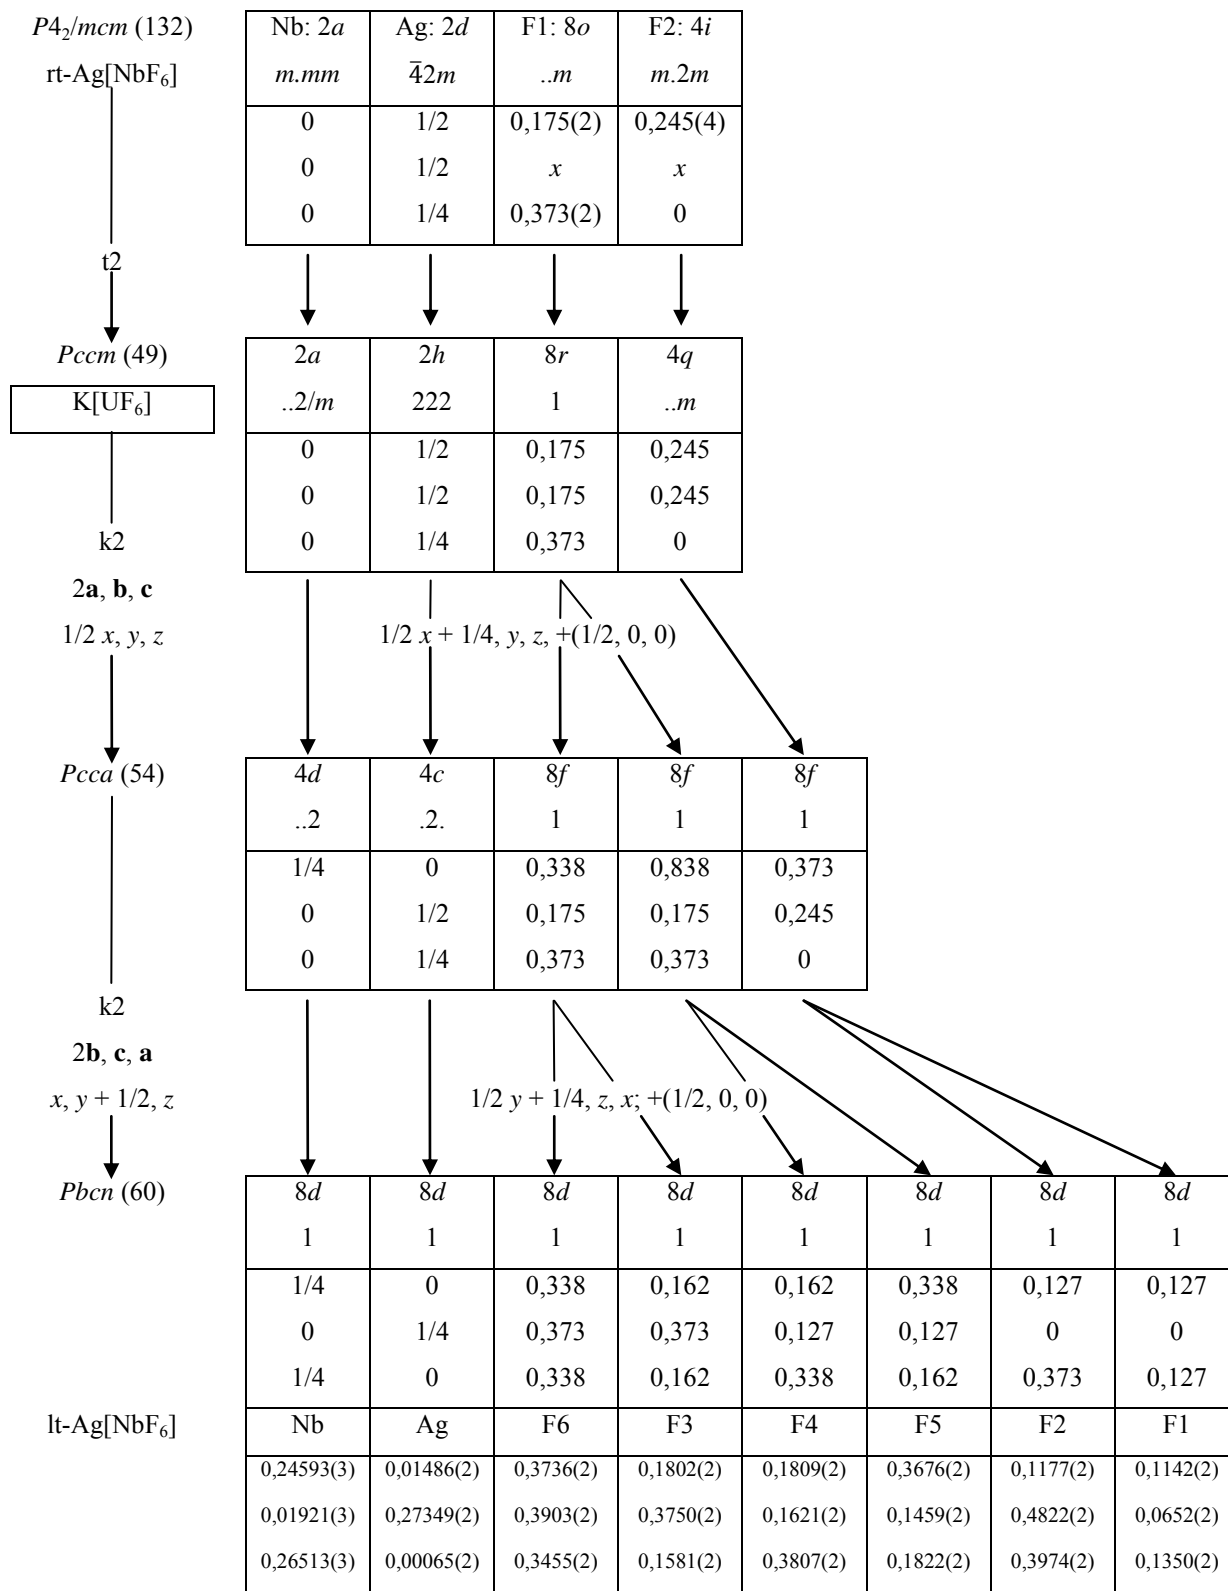 P4₂/mcm (132) Nb: 2a Ag: 2d F1: 8o F2: 4i
rt-Ag[NbF₆] m.mm 4̅2m ..m m.2m
0 1/2 0,175(2) 0,245(4)
0 1/2 x x
0 1/4 0,373(2) 0
t2
Pccm (49) 2a 2h 8r 4q
K[UF₆] ..2/m 222 1 ..m
0 1/2 0,175 0,245
0 1/2 0,175 0,245
k2 0 1/4 0,373 0
2a, b, c
1/2 x, y, z 1/2 x + 1/4, y, z, +(1/2, 0, 0)
Pcca (54) 4d 4c 8f 8f 8f
..2 .2. 1 1 1
1/4 0 0,338 0,838 0,373
0 1/2 0,175 0,175 0,245
0 1/4 0,373 0,373 0
k2
2b, c, a
x, y + 1/2, z 1/2 y + 1/4, z, x; +(1/2, 0, 0)
Pbcn (60) 8d 8d 8d 8d 8d 8d 8d 8d
1 1 1 1 1 1 1 1
1/4 0 0,338 0,162 0,162 0,338 0,127 0,127
0 1/4 0,373 0,373 0,127 0,127 0 0
1/4 0 0,338 0,162 0,338 0,162 0,373 0,127
lt-Ag[NbF₆] Nb Ag F6 F3 F4 F5 F2 F1
0,24593(3) 0,01486(2) 0,3736(2) 0,1802(2) 0,1809(2) 0,3676(2) 0,1177(2) 0,1142(2)
0,01921(3) 0,27349(2) 0,3903(2) 0,3750(2) 0,1621(2) 0,1459(2) 0,4822(2) 0,0652(2)
0,26513(3) 0,00065(2) 0,3455(2) 0,1581(2) 0,3807(2) 0,1822(2) 0,3974(2) 0,1350(2)